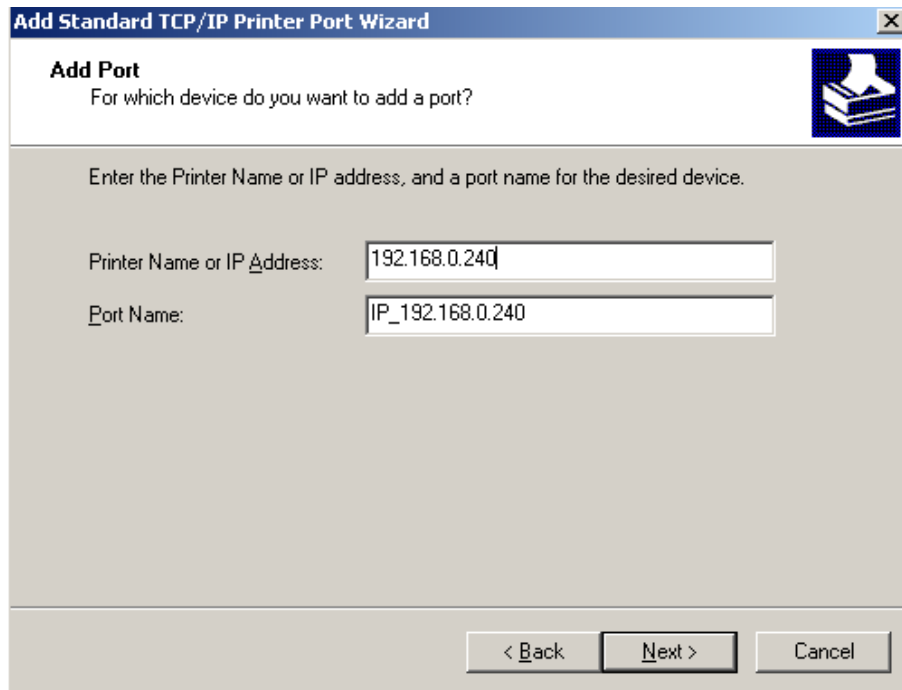 Add Standard TCP/IP Printer Port Wizard
Add Port
For which device do you want to add a port?
Enter the Printer Name or IP address, and a port name for the desired device.
Printer Name or IP Address: 192.168.0.240
Port Name: IP_192.168.0.240
< Back Next > Cancel